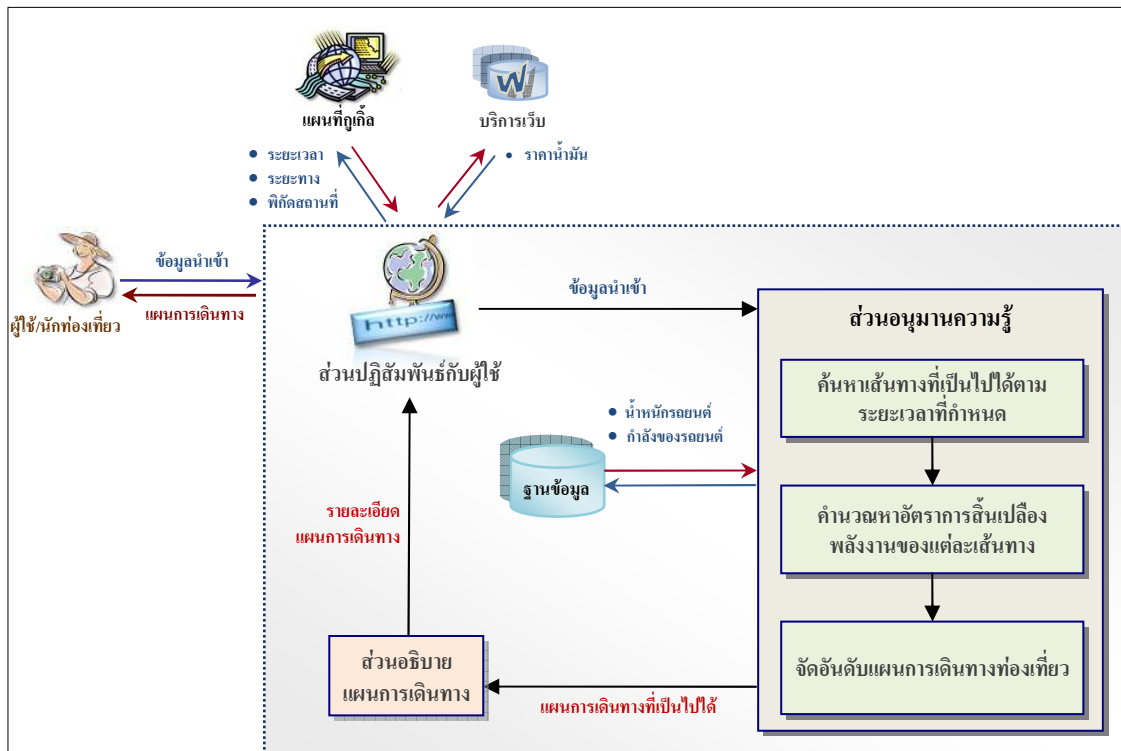 แผนที่กูเกิ้ล
บริการเว็บ
• ระยะเวลา
• ระยะทาง
• พิกัดสถานที่
• ราคาน้ำมัน
ข้อมูลนำเข้า
แผนการเดินทาง
ผู้ใช้/นักท่องเที่ยว
http://ww
ส่วนปฏิสัมพันธ์กับผู้ใช้
ข้อมูลนำเข้า
ส่วนอนุมานความรู้
ค้นหาเส้นทางที่เป็นไปได้ตาม
ระยะเวลาที่กำหนด
• น้ำหนักรถยนต์
• กำลังของรถยนต์
ฐานข้อมูล
คำนวณหาอัตราการสิ้นเปลือง
พลังงานของแต่ละเส้นทาง
รายละเอียด
แผนการเดินทาง
จัดอันดับแผนการเดินทางท่องเที่ยว
ส่วนอธิบาย
แผนการเดินทาง
แผนการเดินทางที่เป็นไปได้